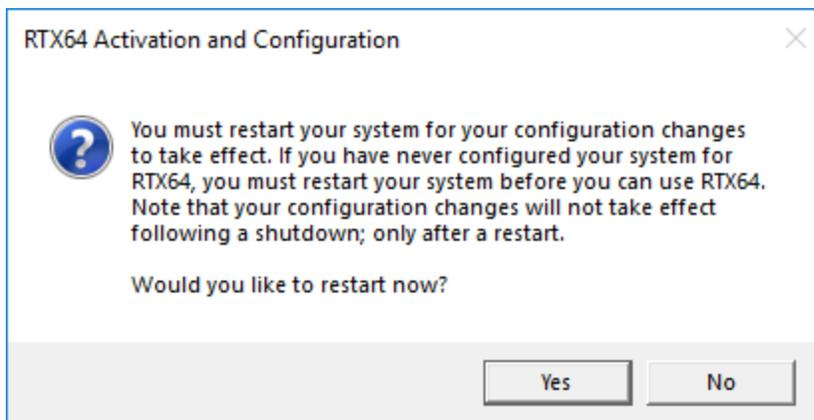 RTX64 Activation and Configuration
You must restart your system for your configuration changes
to take effect. If you have never configured your system for
RTX64, you must restart your system before you can use RTX64.
Note that your configuration changes will not take effect
following a shutdown; only after a restart.
Would you like to restart now?
Yes No